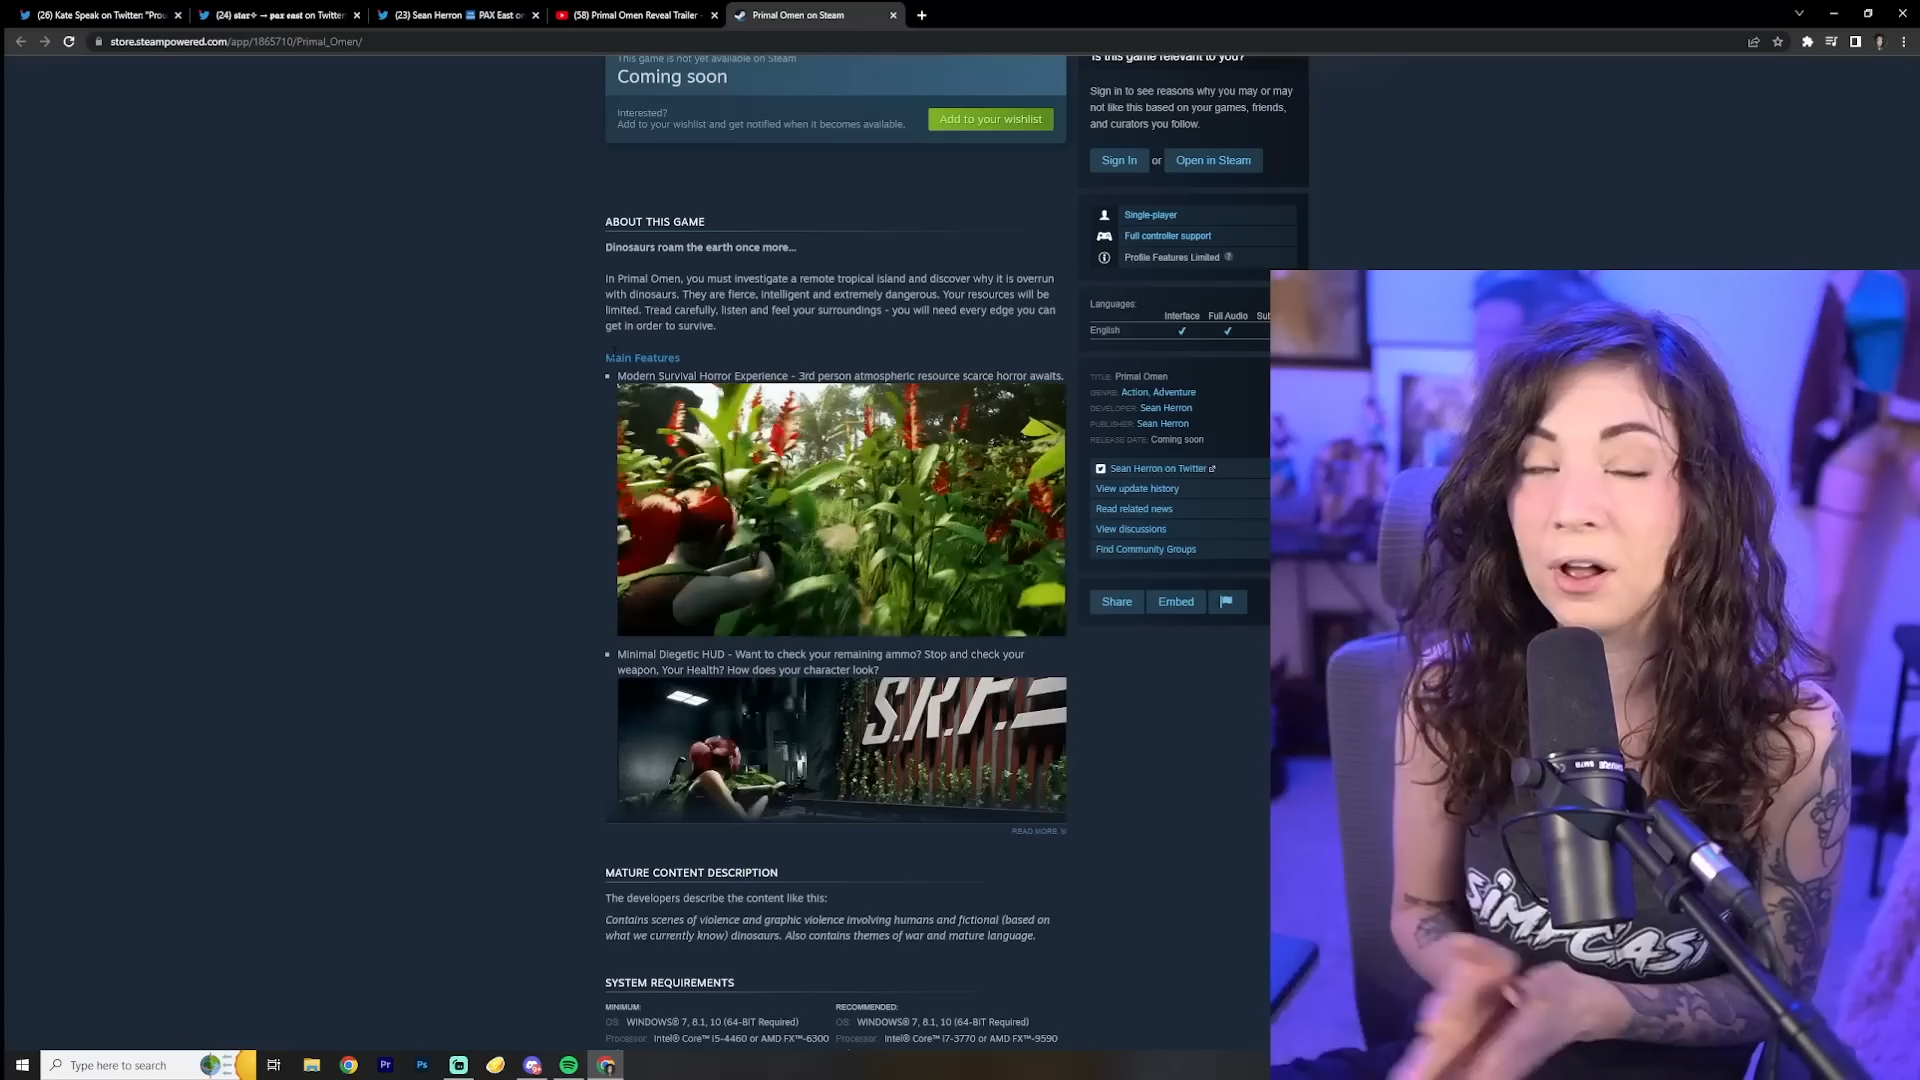 (26) Kate Speak on Twitter: "Prou
(24) star✧ → pax east on Twitter
(23) Sean Herron PAX East on
(58) Primal Omen Reveal Trailer -
Primal Omen on Steam
store.steampowered.com/app/1865710/Primal_Omen/
This game is not yet available on Steam
Coming soon
Interested?
Add to your wishlist and get notified when it becomes available.
Add to your wishlist
Is this game relevant to you?
Sign in to see reasons why you may or may
not like this based on your games, friends,
and curators you follow.
Sign In or Open in Steam
ABOUT THIS GAME
Dinosaurs roam the earth once more...
In Primal Omen, you must investigate a remote tropical island and discover why it is overrun
with dinosaurs. They are fierce, intelligent and extremely dangerous. Your resources will be
limited. Tread carefully, listen and feel your surroundings - you will need every edge you can
get in order to survive.
Main Features
Modern Survival Horror Experience - 3rd person atmospheric resource scarce horror awaits.
Minimal Diegetic HUD - Want to check your remaining ammo? Stop and check your
weapon, Your Health? How does your character look?
S.R.F.
READ MORE
MATURE CONTENT DESCRIPTION
The developers describe the content like this:
Contains scenes of violence and graphic violence involving humans and fictional (based on
what we currently know) dinosaurs. Also contains themes of war and mature language.
SYSTEM REQUIREMENTS
MINIMUM:
OS: WINDOWS® 7, 8.1, 10 (64-BIT Required)
Processor: Intel® Core™ i5-4460 or AMD FX™-6300
RECOMMENDED:
OS: WINDOWS® 7, 8.1, 10 (64-BIT Required)
Processor: Intel® Core™ i7-3770 or AMD FX™-9590
Single-player
Full controller support
Profile Features Limited ?
Languages:
Interface Full Audio Sub
English ✔ ✔
TITLE: Primal Omen
GENRE: Action, Adventure
DEVELOPER: Sean Herron
PUBLISHER: Sean Herron
RELEASE DATE: Coming soon
Sean Herron on Twitter
View update history
Read related news
View discussions
Find Community Groups
Share Embed
SHURE SM7B
SIMPCAST
Type here to search
Pr
Ps